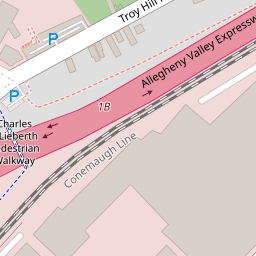 Troy Hill
P
Allegheny Valley Expressw
P
1B
Charles
Lieberth
edestrian
Walkway
Conemaugh Line